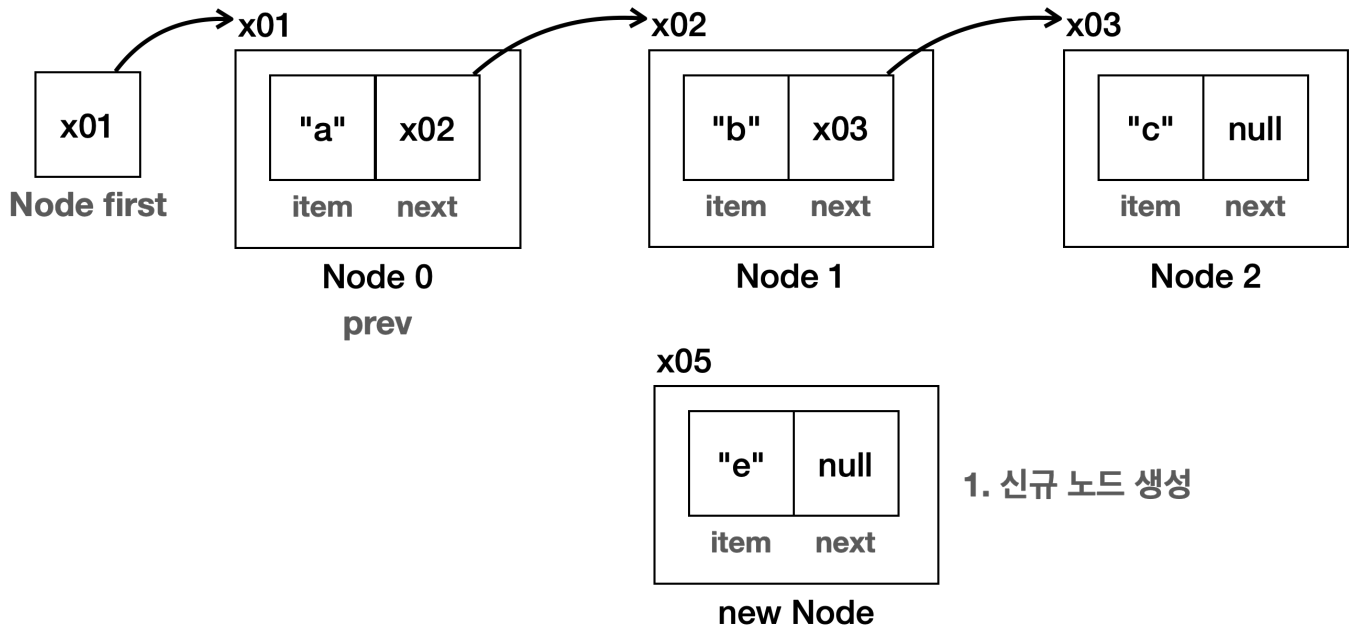 x01
x02
x03
x01
"a"
x02
"b"
x03
"c"
null
Node first
item
next
item
next
item
next
Node 0
Node 1
Node 2
prev
x05
"e"
null
1. 신규 노드 생성
item
next
new Node